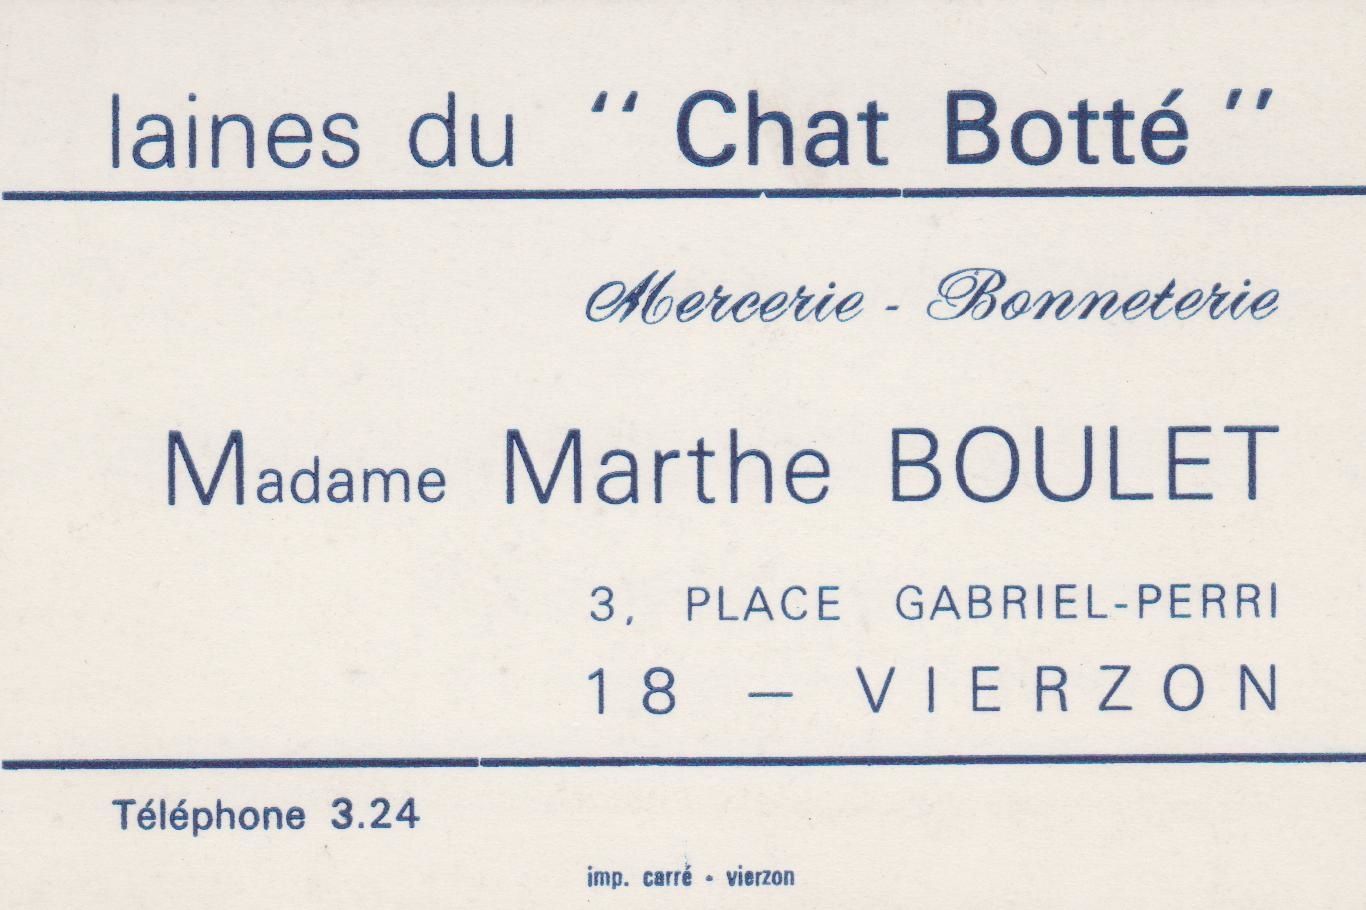 laines du " Chat Botté "
Mercerie - Bonneterie
Madame Marthe BOULET
3, PLACE GABRIEL-PERRI
18 — VIERZON
Téléphone 3.24
imp. carré - vierzon